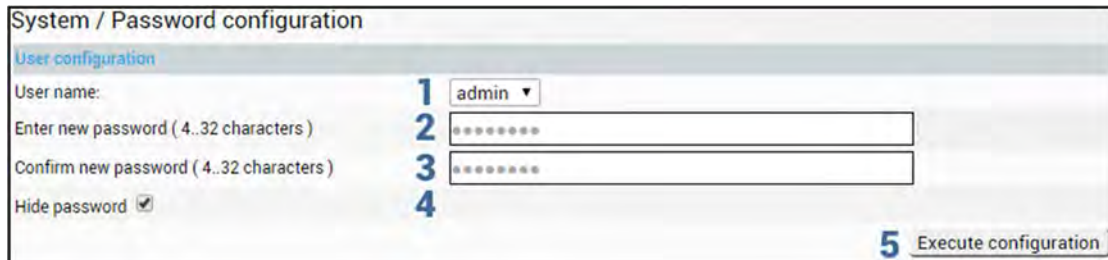 System / Password configuration
User configuration
User name: 1 admin
Enter new password ( 4..32 characters ) 2
Confirm new password ( 4..32 characters ) 3
Hide password 4
5 Execute configuration